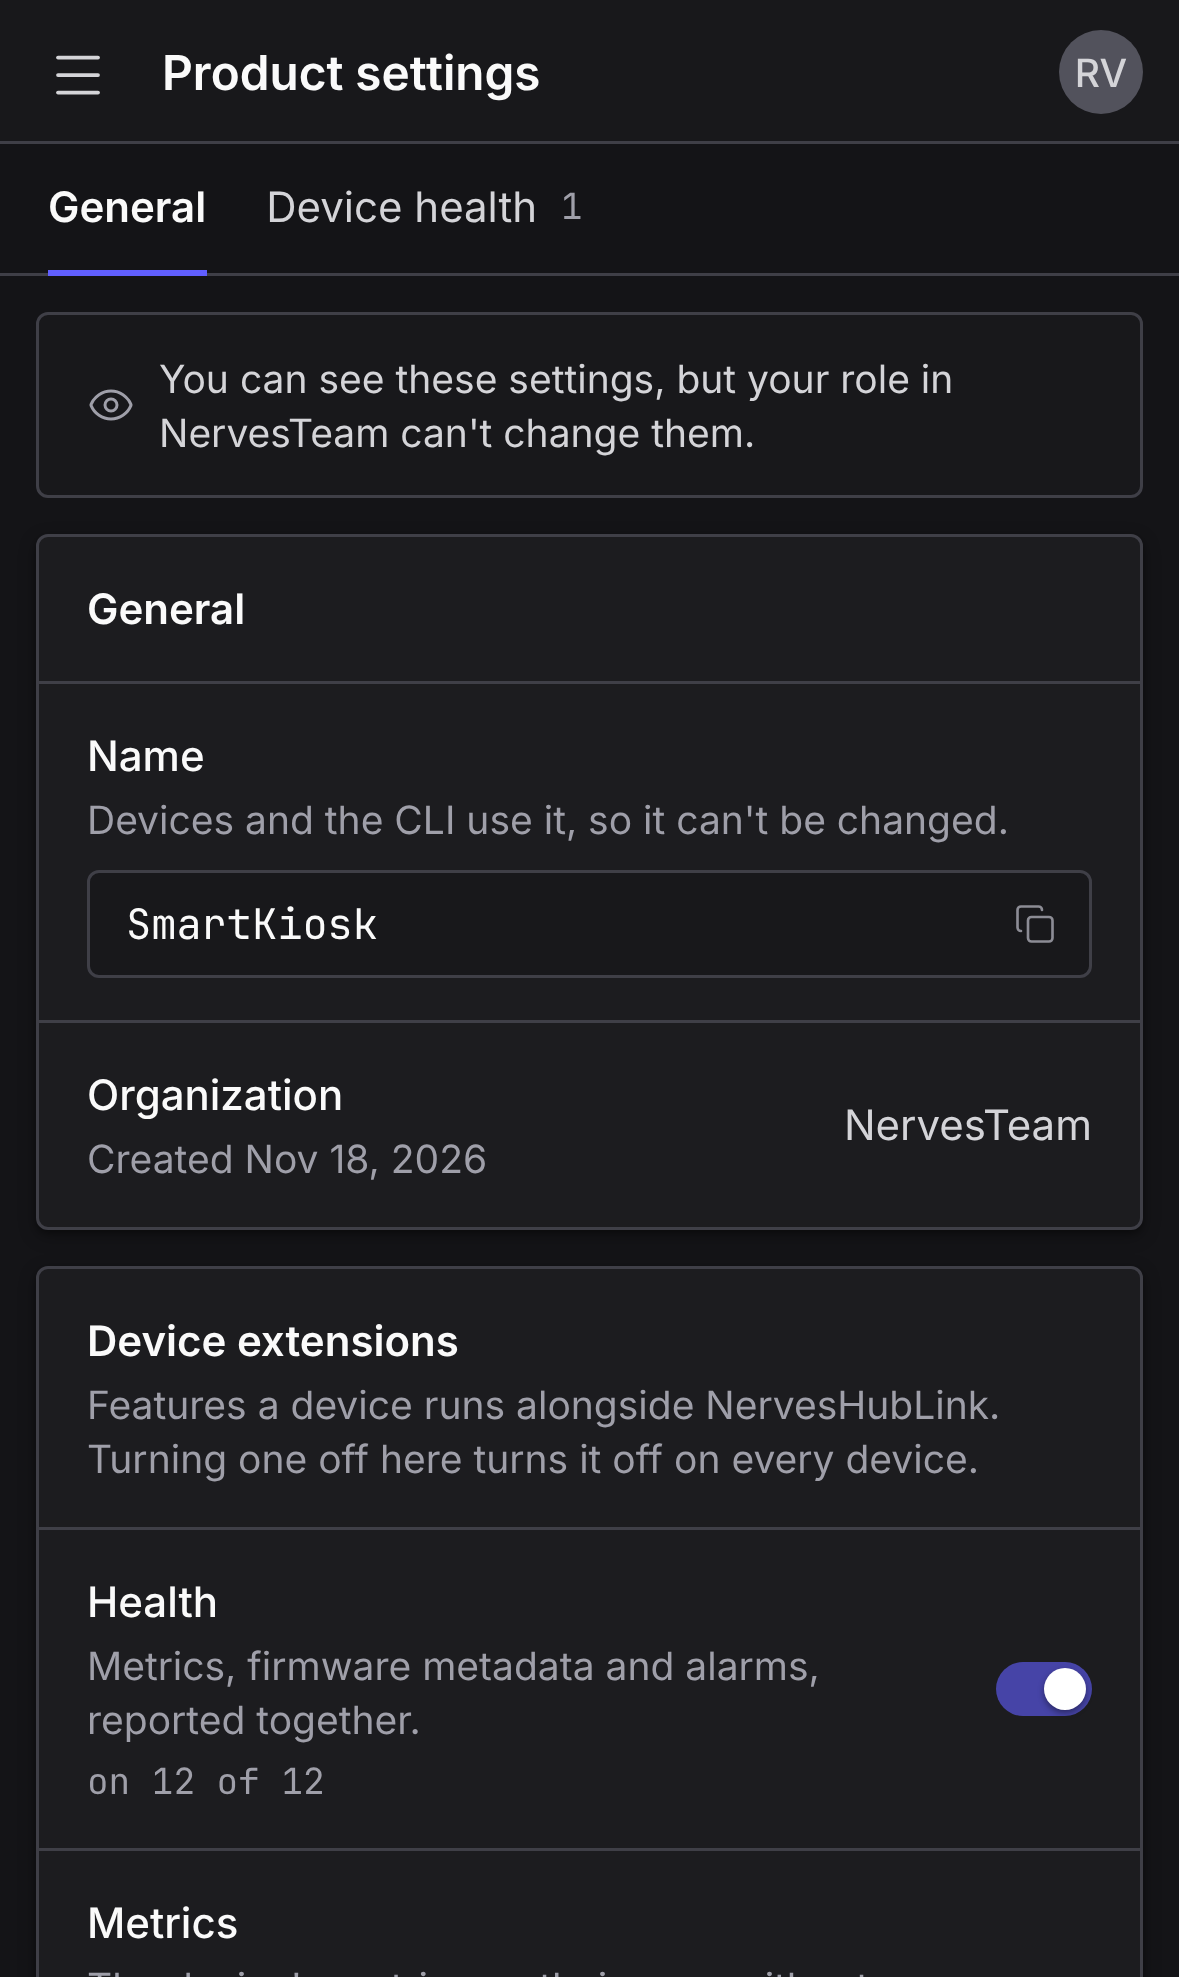 Product settings
RV
General
Device health 1
You can see these settings, but your role in
NervesTeam can't change them.
General
Name
Devices and the CLI use it, so it can't be changed.
SmartKiosk
Organization
Created Nov 18, 2026
NervesTeam
Device extensions
Features a device runs alongside NervesHubLink.
Turning one off here turns it off on every device.
Health
Metrics, firmware metadata and alarms,
reported together.
on 12 of 12
Metrics